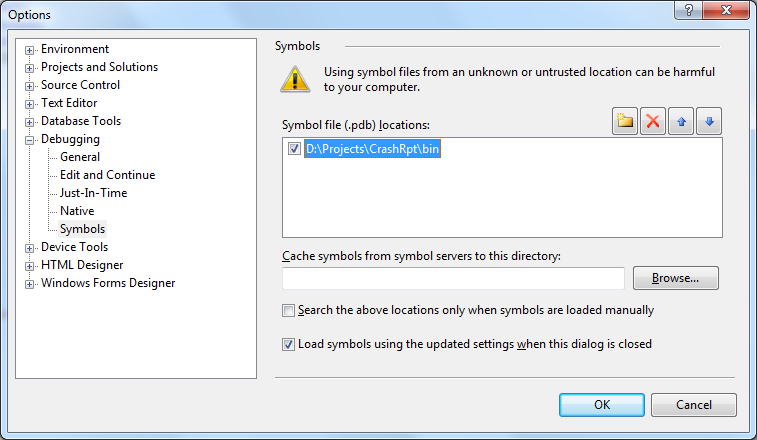 Options
Environment
Projects and Solutions
Source Control
Text Editor
Database Tools
Debugging
General
Edit and Continue
Just-In-Time
Native
Symbols
Device Tools
HTML Designer
Windows Forms Designer
Symbols
Using symbol files from an unknown or untrusted location can be harmful
to your computer.
Symbol file (.pdb) locations:
D:\Projects\CrashRpt\bin
Cache symbols from symbol servers to this directory:
Browse...
Search the above locations only when symbols are loaded manually
Load symbols using the updated settings when this dialog is closed
OK
Cancel